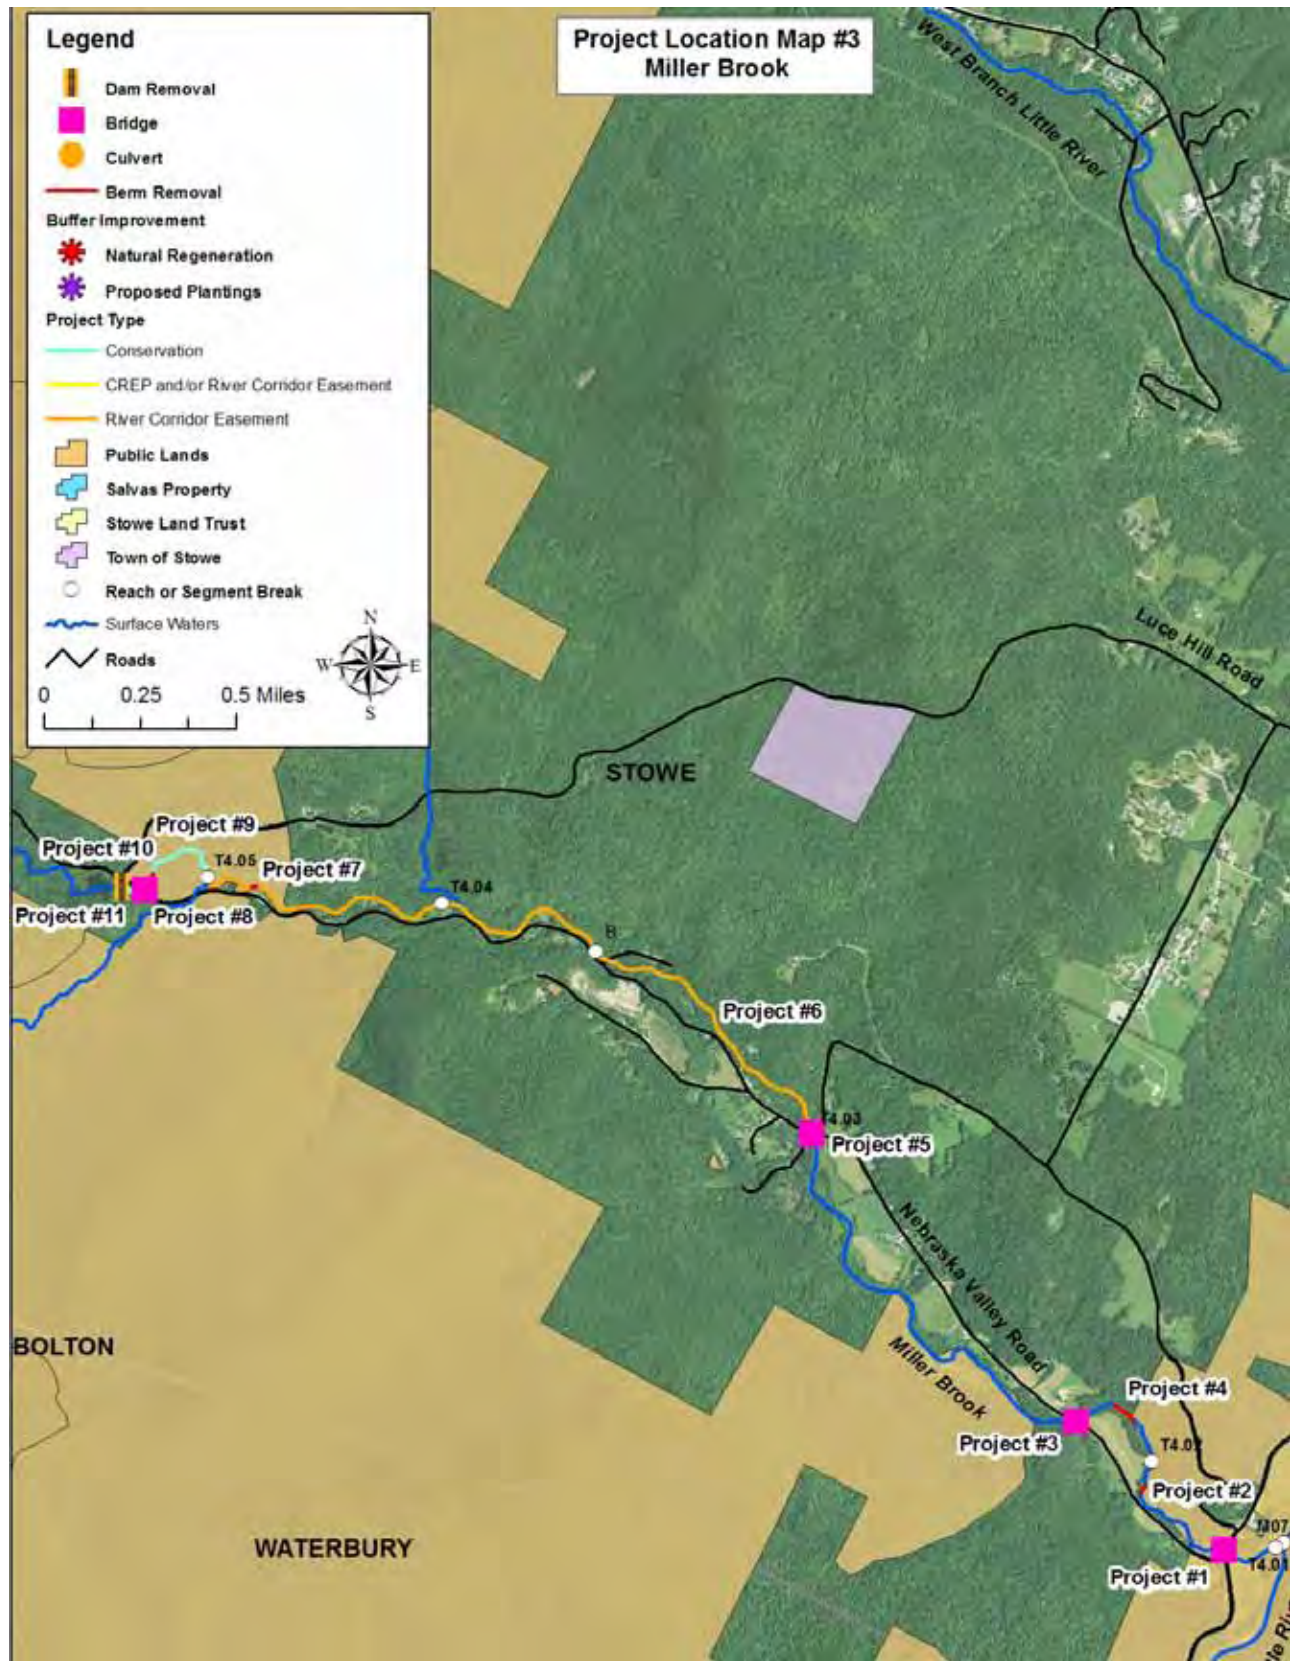 Legend
Dam Removal
Bridge
Culvert
Berm Removal
Buffer Improvement
Natural Regeneration
Proposed Plantings
Project Type
Conservation
CREP and/or River Corridor Easement
River Corridor Easement
Public Lands
Salvas Property
Stowe Land Trust
Town of Stowe
Reach or Segment Break
Surface Waters
Roads
N
W E
S
0 0.25 0.5 Miles
Project Location Map #3
Miller Brook
West Branch Little River
Luce Hill Road
STOWE
Project #9
Project #10
T4.05
Project #7
T4.04
Project #11
Project #8
B
Project #6
T4.03
Project #5
Nebraska Valley Road
Miller Brook
BOLTON
Project #4
Project #3
T4.02
Project #2
WATERBURY
T4.01
Project #1